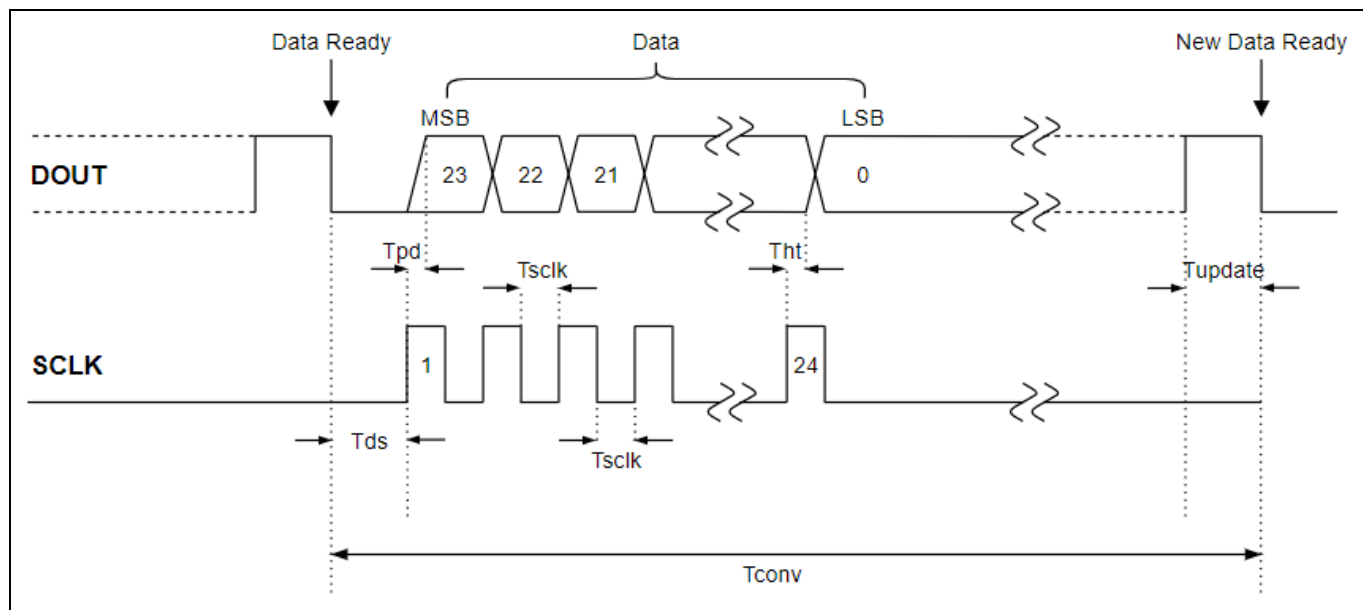 Data Ready Data New Data Ready
MSB LSB
DOUT 23 22 21 0
Tpd Tht
Tsclk Tupdate
SCLK 1 24
Tds Tsclk
Tconv